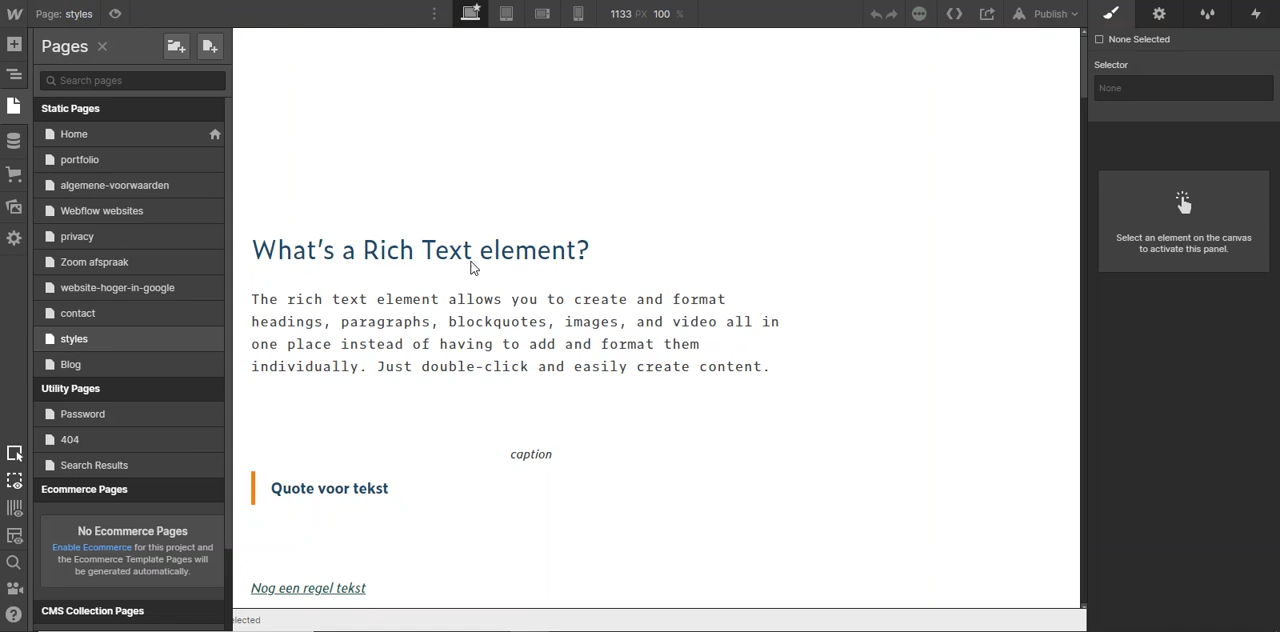 Page: styles
1133 PX 100 %
Publish
Pages
Search pages
Static Pages
Home
portfolio
algemene-voorwaarden
Webflow websites
privacy
Zoom afspraak
website-hoger-in-google
contact
styles
Blog
Utility Pages
Password
404
Search Results
Ecommerce Pages
No Ecommerce Pages
Enable Ecommerce for this project and
the Ecommerce Template Pages will
be generated automatically.
CMS Collection Pages
What's a Rich Text element?
The rich text element allows you to create and format
headings, paragraphs, blockquotes, images, and video all in
one place instead of having to add and format them
individually. Just double-click and easily create content.
caption
Quote voor tekst
Nog een regel tekst
elected
None Selected
Selector
None
Select an element on the canvas
to activate this panel.